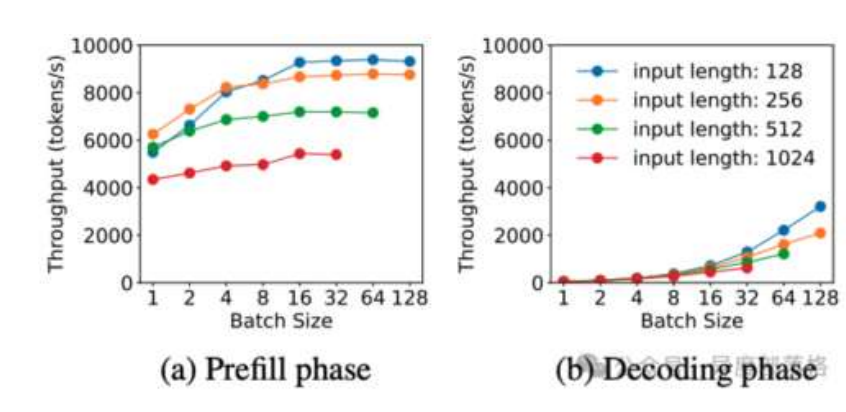 10000
8000
6000
4000
2000
0
Throughput (tokens/s)
1 2 4 8 16 32 64 128
Batch Size
(a) Prefill phase
10000
8000
6000
4000
2000
0
Throughput (tokens/s)
input length: 128
input length: 256
input length: 512
input length: 1024
1 2 4 8 16 32 64 128
Batch Size
(b) Decoding phase